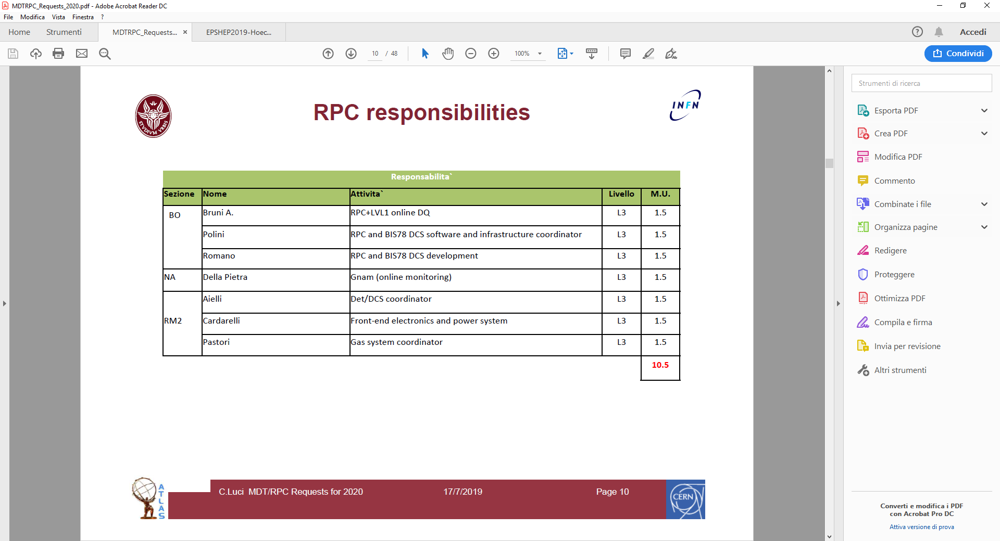 MDTRPC_Requests_2020.pdf - Adobe Acrobat Reader DC
File Modifica Vista Finestra ?
Home Strumenti MDTRPC_Requests... × EPSHEP2019-Hoec... Accedi
10 / 48 100% Condividi
STVDIVM VRBIS
RPC responsibilities
INFN
Responsabilita`
Sezione Nome Attivita` Livello M.U.
BO Bruni A. RPC+LVL1 online DQ L3 1.5
Polini RPC and BIS78 DCS software and infrastructure coordinator L3 1.5
Romano RPC and BIS78 DCS development L3 1.5
NA Della Pietra Gnam (online monitoring) L3 1.5
Aielli Det/DCS coordinator L3 1.5
RM2 Cardarelli Front-end electronics and power system L3 1.5
Pastori Gas system coordinator L3 1.5
10.5
ATLAS
C.Luci MDT/RPC Requests for 2020 17/7/2019 Page 10
CERN
Strumenti di ricerca
Esporta PDF
Crea PDF
Modifica PDF
Commento
Combinate i file
Organizza pagine
Redigere
Proteggere
Ottimizza PDF
Compila e firma
Invia per revisione
Altri strumenti
Converti e modifica i PDF
con Acrobat Pro DC
Attiva versione di prova